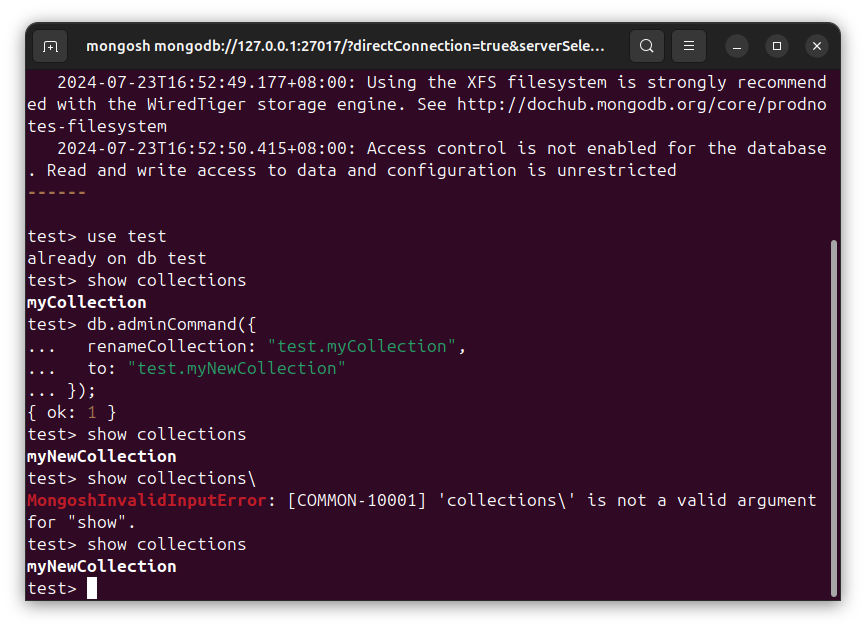 mongosh mongodb://127.0.0.1:27017/?directConnection=true&serverSele...
   2024-07-23T16:52:49.177+08:00: Using the XFS filesystem is strongly recommend
ed with the WiredTiger storage engine. See http://dochub.mongodb.org/core/prodno
tes-filesystem
   2024-07-23T16:52:50.415+08:00: Access control is not enabled for the database
. Read and write access to data and configuration is unrestricted
------
test> use test
already on db test
test> show collections
myCollection
test> db.adminCommand({
...   renameCollection: "test.myCollection",
...   to: "test.myNewCollection"
... });
{ ok: 1 }
test> show collections
myNewCollection
test> show collections\
MongoshInvalidInputError: [COMMON-10001] 'collections\' is not a valid argument
for "show".
test> show collections
myNewCollection
test>